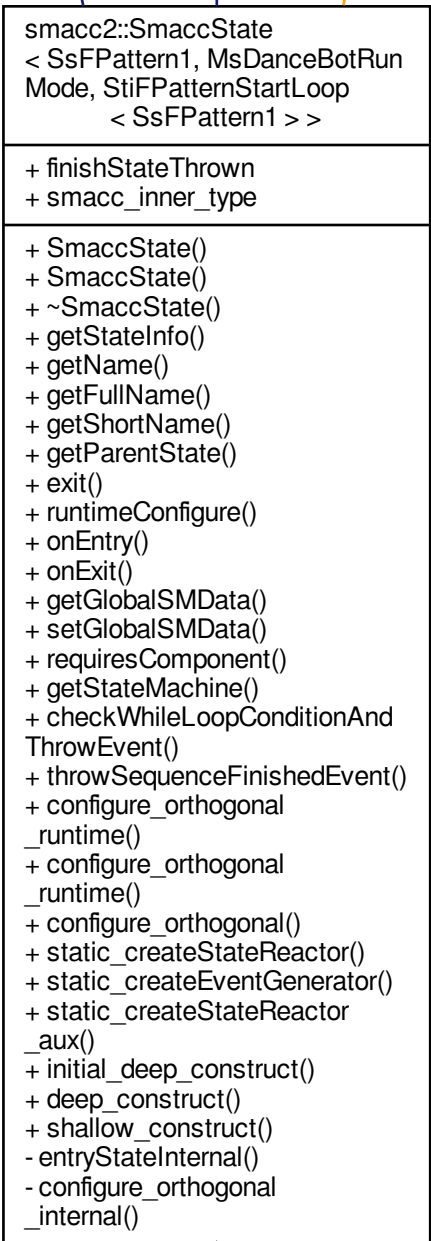 smacc2::SmaccState
< SsFPattern1, MsDanceBotRun
Mode, StiFPatternStartLoop
< SsFPattern1 > >
+ finishStateThrown
+ smacc_inner_type
+ SmaccState()
+ SmaccState()
+ ~SmaccState()
+ getStateInfo()
+ getName()
+ getFullName()
+ getShortName()
+ getParentState()
+ exit()
+ runtimeConfigure()
+ onEntry()
+ onExit()
+ getGlobalSMData()
+ setGlobalSMData()
+ requiresComponent()
+ getStateMachine()
+ checkWhileLoopConditionAnd
ThrowEvent()
+ throwSequenceFinishedEvent()
+ configure_orthogonal
_runtime()
+ configure_orthogonal
_runtime()
+ configure_orthogonal()
+ static_createStateReactor()
+ static_createEventGenerator()
+ static_createStateReactor
_aux()
+ initial_deep_construct()
+ deep_construct()
+ shallow_construct()
- entryStateInternal()
- configure_orthogonal
_internal()